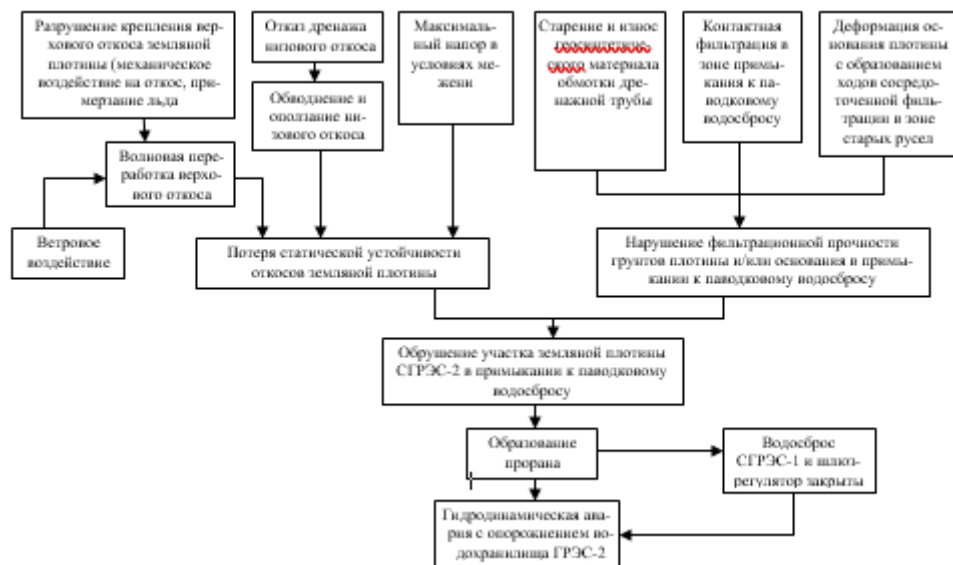 Разрушение крепления вер-
хового откоса земляной
плотины (механическое
воздействие на откос, при-
мерзание льда
Отказ дренажа
низового откоса
Максималь-
ный напор в
условиях ме-
жени
Старение и износ
геосинтетиче-
ского материала
обмотки дре-
нажной трубы
Контактная
фильтрация в
зоне примы-
кания к па-
водковому
водосбросу
Деформация ос-
нования плотины
с образованием
ходов сосредо-
точенной филь-
трации в зоне
старых русел
Обводнение и
оползание ни-
зового откоса
Волновая пере-
работка верхо-
вого откоса
Ветровое
воздействие
Потеря статической устойчивости
откосов земляной плотины
Нарушение фильтрационной прочности
грунтов плотины и/или основания в примы-
кании к паводковому водосбросу
Обрушение участка земляной плотины
СГРЭС-2 в примыкании к паводковому
водосбросу
Образование
прорана
Водосброс
СГРЭС-1 и шлюз-
регулятор закрыты
Гидродинамическая ава-
рия с опорожнением во-
дохранилища ГРЭС-2